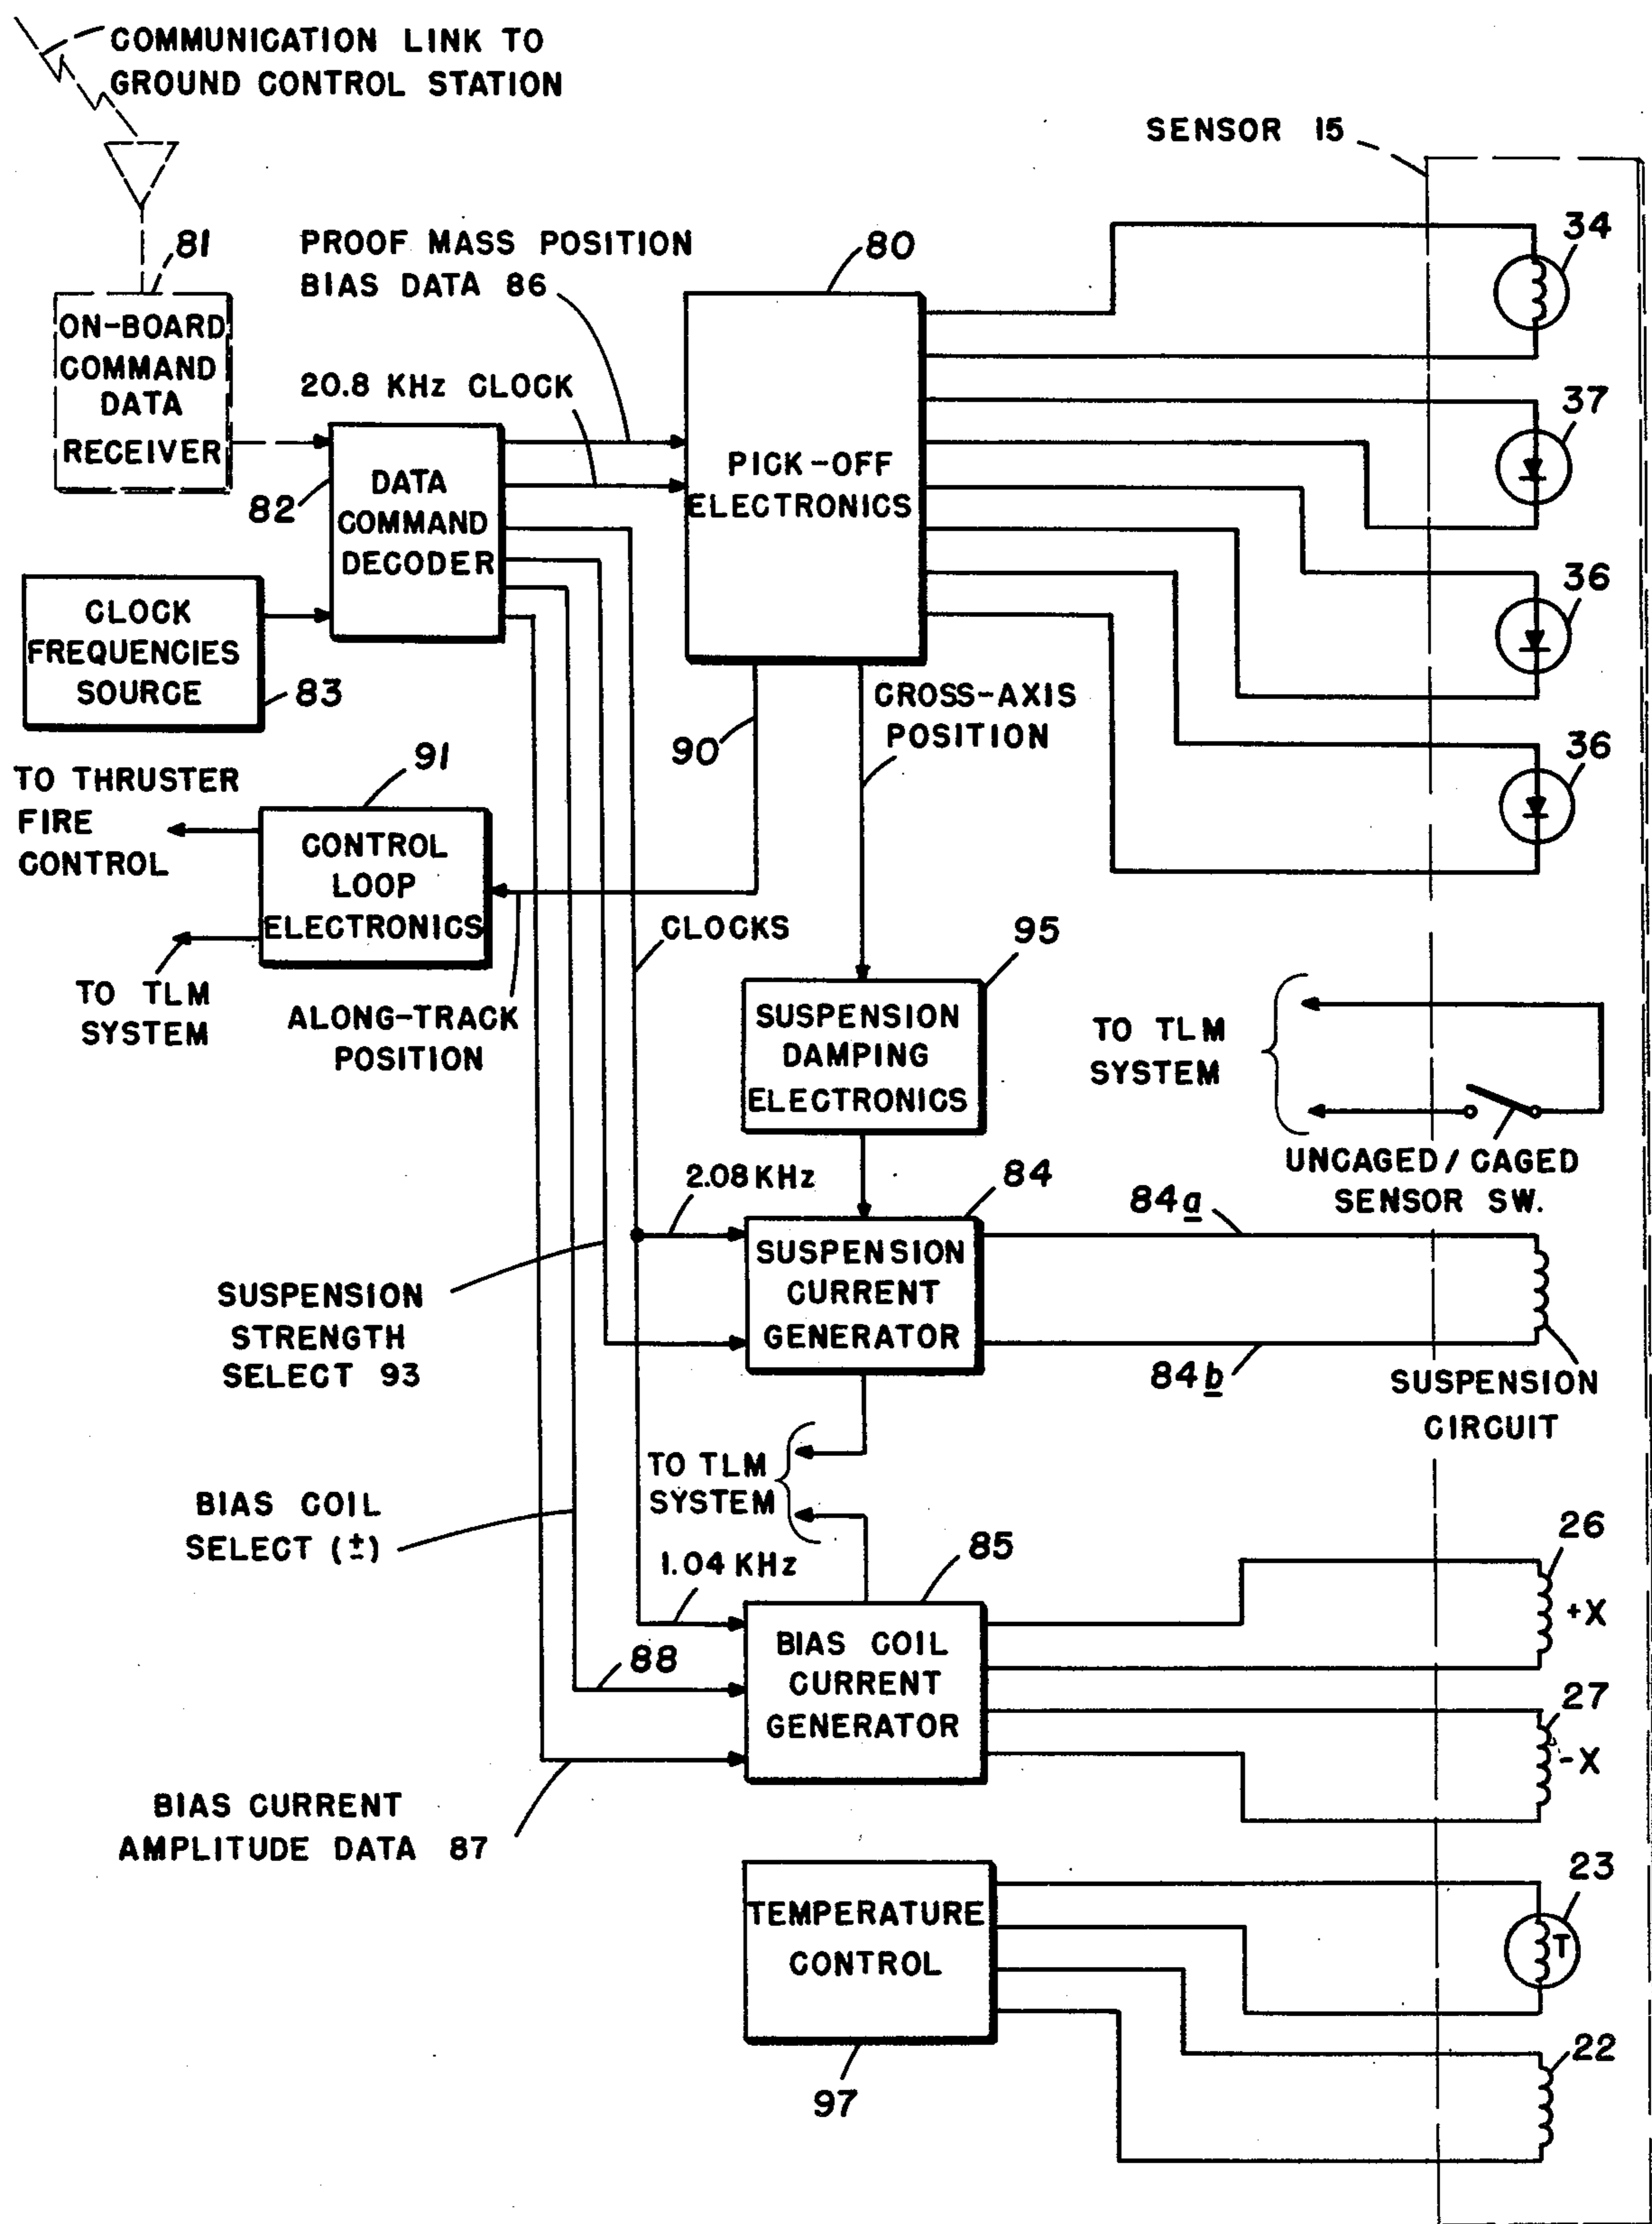 COMMUNICATION LINK TO
GROUND CONTROL STATION
SENSOR 15
81
ON-BOARD
COMMAND
DATA
RECEIVER
PROOF MASS POSITION
BIAS DATA 86
20.8 KHz CLOCK
80
PICK-OFF
ELECTRONICS
34
37
36
36
82
DATA
COMMAND
DECODER
CLOCK
FREQUENCIES
SOURCE
83
CROSS-AXIS
POSITION
90
91
TO THRUSTER
FIRE
CONTROL
CONTROL
LOOP
ELECTRONICS
TO TLM
SYSTEM
ALONG-TRACK
POSITION
CLOCKS
95
SUSPENSION
DAMPING
ELECTRONICS
TO TLM
SYSTEM
UNCAGED / CAGED
SENSOR SW.
2.08 KHz
84
SUSPENSION
CURRENT
GENERATOR
84a
84b
SUSPENSION
CIRCUIT
SUSPENSION
STRENGTH
SELECT 93
TO TLM
SYSTEM
BIAS COIL
SELECT (±)
1.04 KHz
85
88
BIAS COIL
CURRENT
GENERATOR
26
+X
27
-X
BIAS CURRENT
AMPLITUDE DATA 87
TEMPERATURE
CONTROL
97
23
T
22